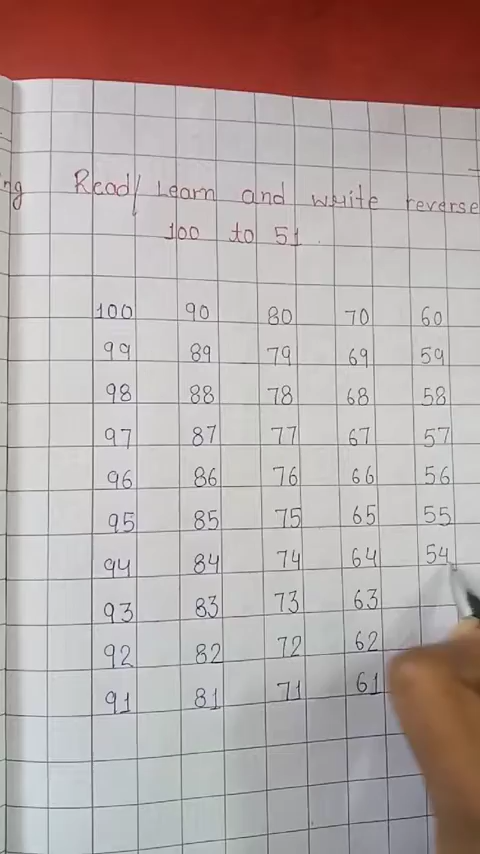 ng Read/ Learn and write reverse
100 to 51.
100 90 80 70 60
99 89 79 69 59
98 88 78 68 58
97 87 77 67 57
96 86 76 66 56
95 85 75 65 55
94 84 74 64 54
93 83 73 63
92 82 72 62
91 81 71 61